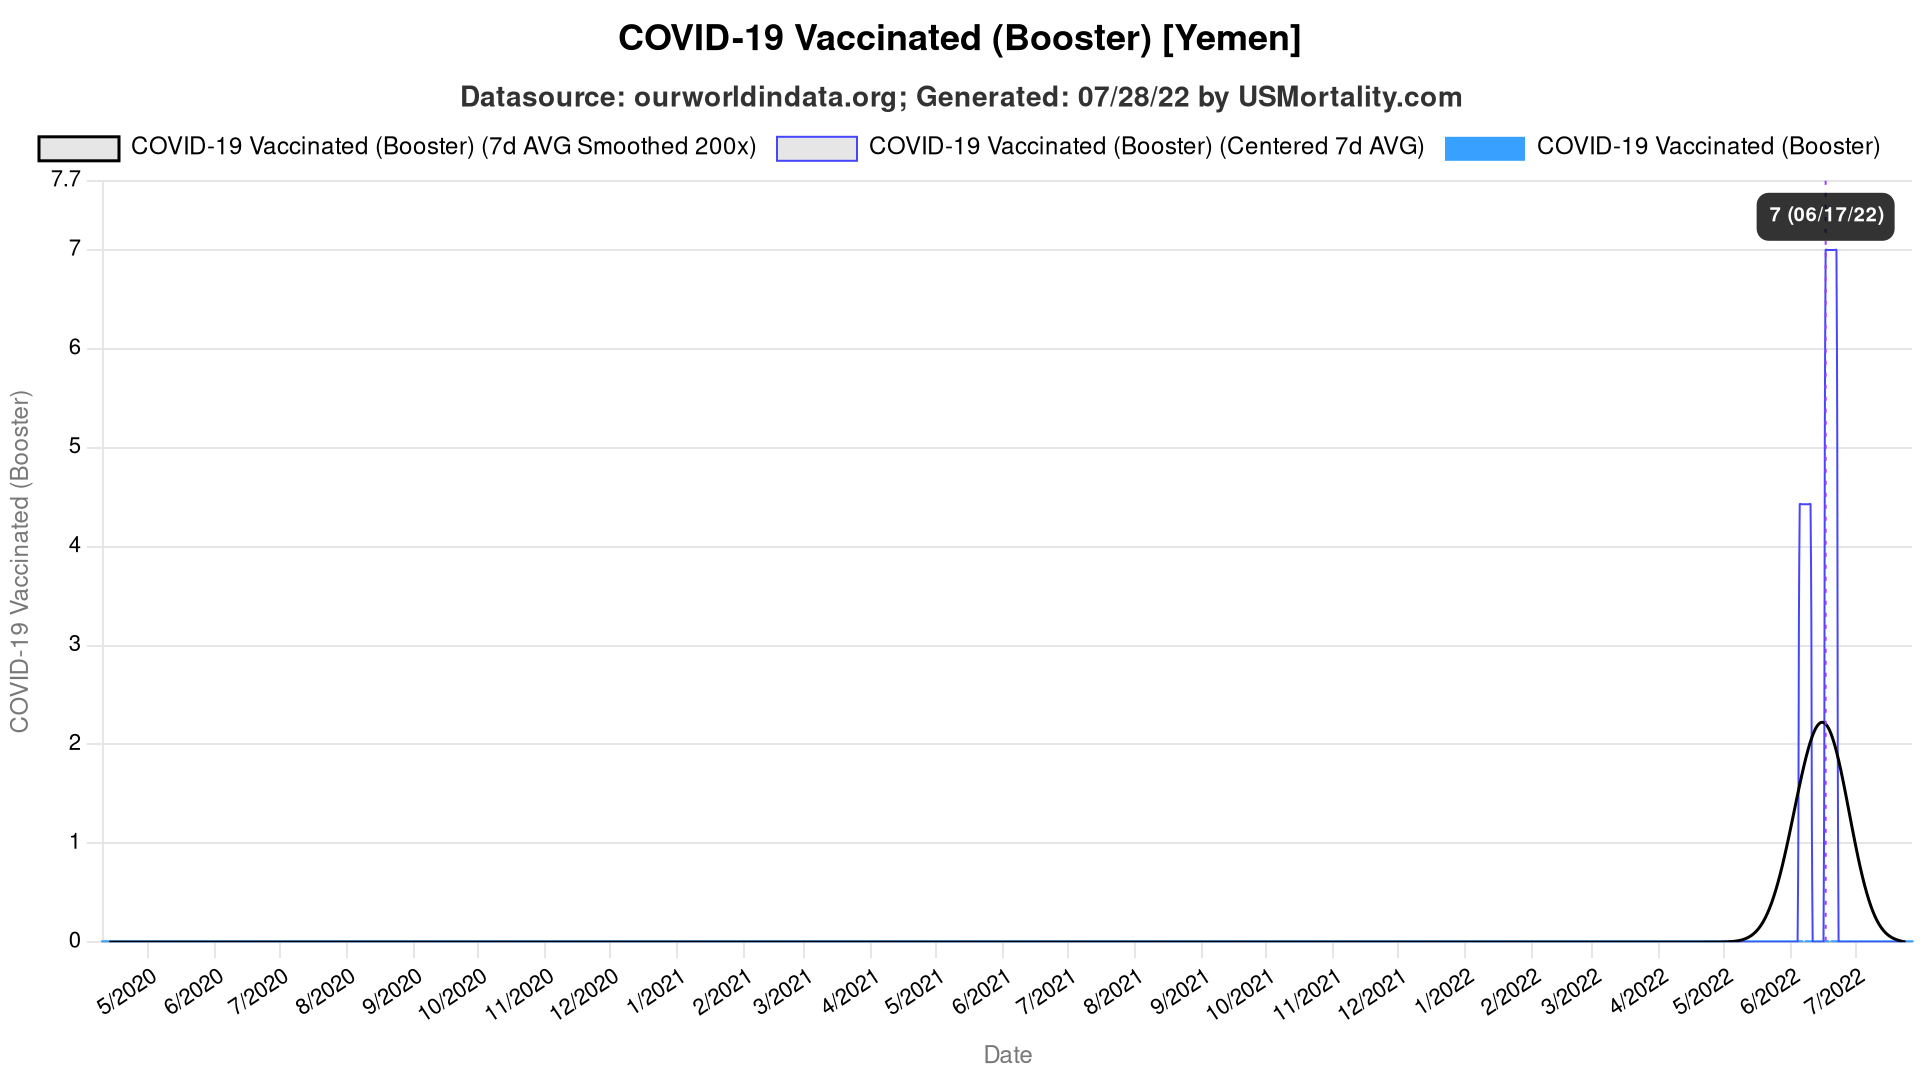 COVID-19 Vaccinated (Booster) [Yemen]
Datasource: ourworldindata.org; Generated: 07/28/22 by USMortality.com
COVID-19 Vaccinated (Booster) (7d AVG Smoothed 200x) COVID-19 Vaccinated (Booster) (Centered 7d AVG) COVID-19 Vaccinated (Booster)
7.7
7 (06/17/22)
7
6
5
4
3
2
1
0
COVID-19 Vaccinated (Booster)
5/2020 6/2020 7/2020 8/2020 9/2020 10/2020 11/2020 12/2020 1/2021 2/2021 3/2021 4/2021 5/2021 6/2021 7/2021 8/2021 9/2021 10/2021 11/2021 12/2021 1/2022 2/2022 3/2022 4/2022 5/2022 6/2022 7/2022
Date